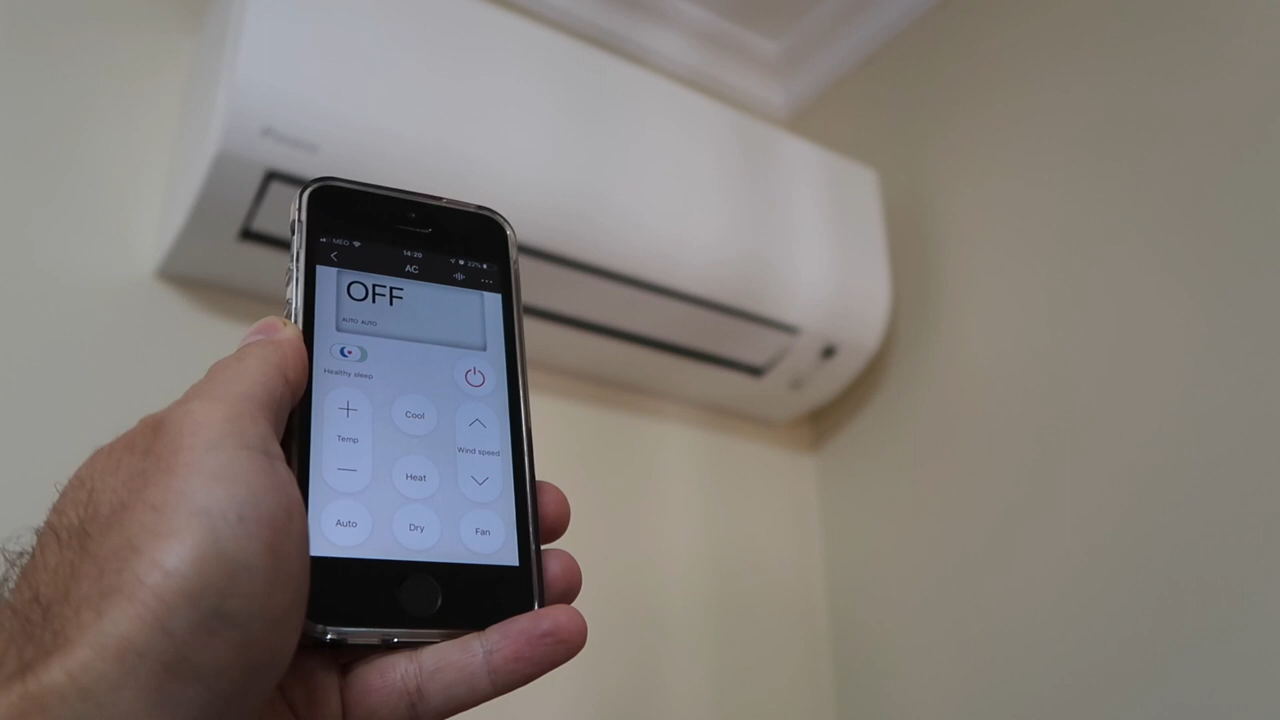 MEO 14:20 22%
AC
OFF
AUTO AUTO
Healthy sleep
Temp
Cool
Wind speed
Heat
Auto
Dry
Fan